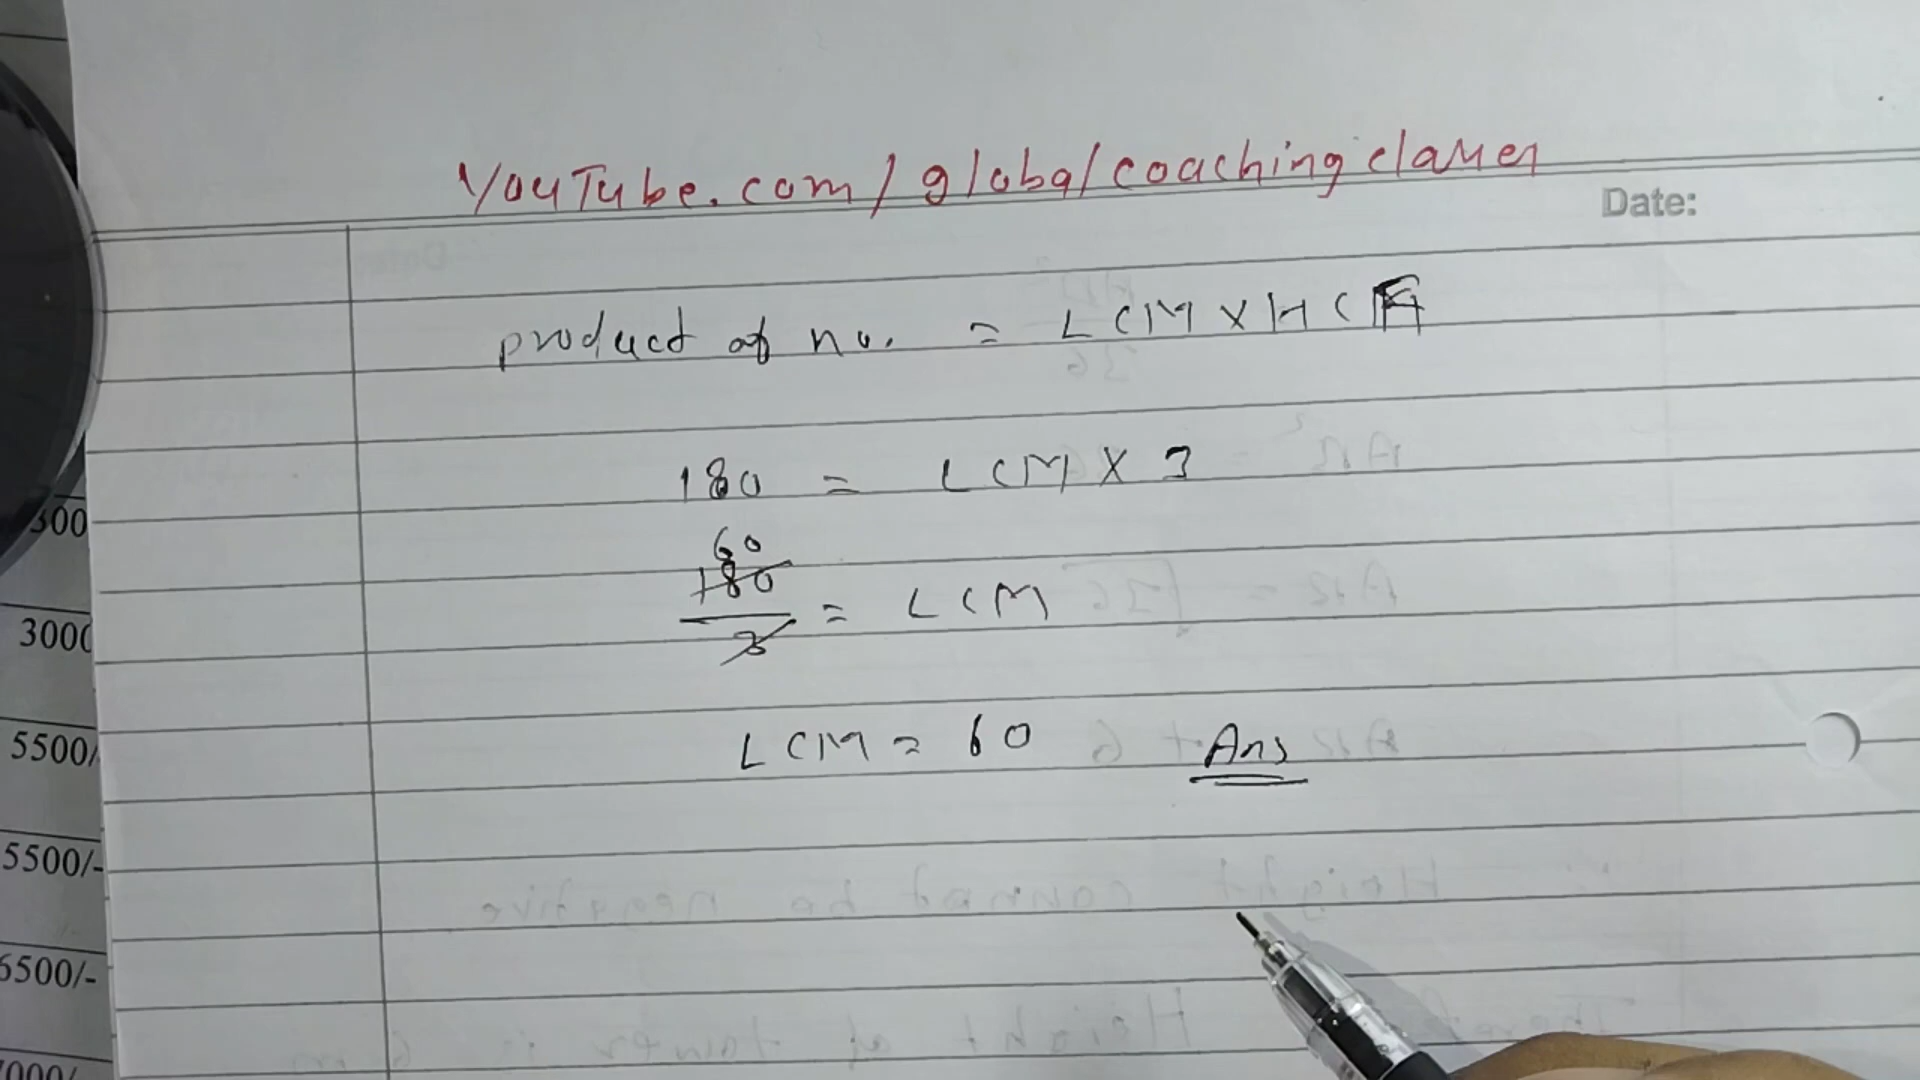 YouTube.com/globalcoachingclasses
Date:
product of no. = LCM X HCF
180 = LCM X 3
60
180
3
= LCM
LCM = 60 Ans
300
3000
5500/
5500/-
6500/-
7000/